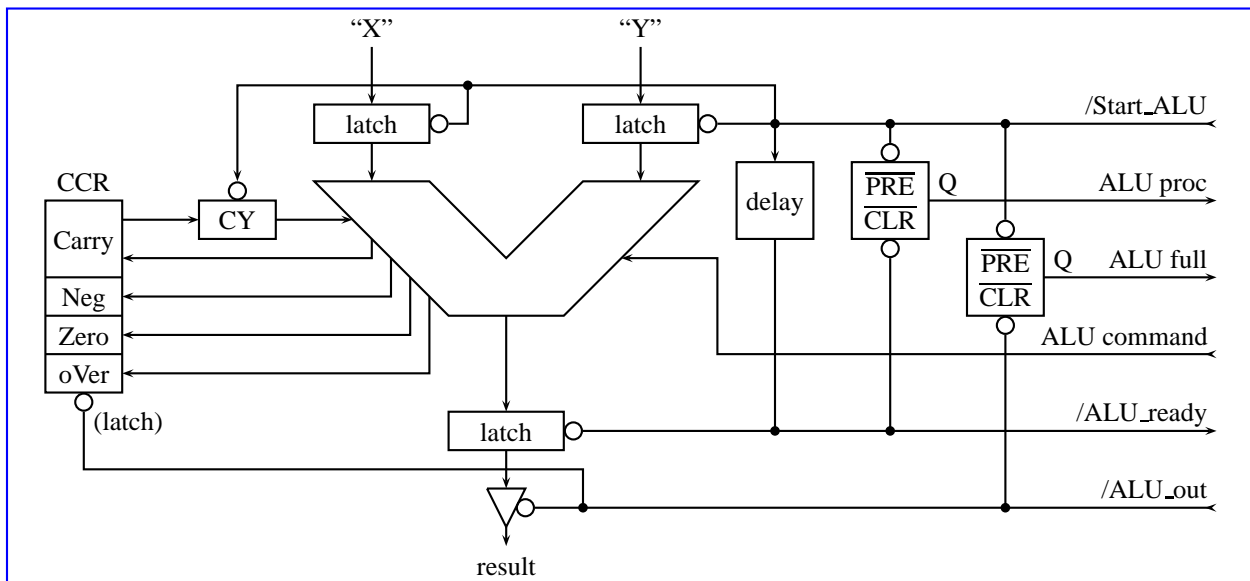 “X”
“Y”
/Start_ALU
latch
latch
CCR
PRE
CLR
Q
ALU proc
delay
Carry
CY
PRE
CLR
Q
ALU full
Neg
Zero
ALU command
oVer
(latch)
latch
/ALU_ready
/ALU_out
result